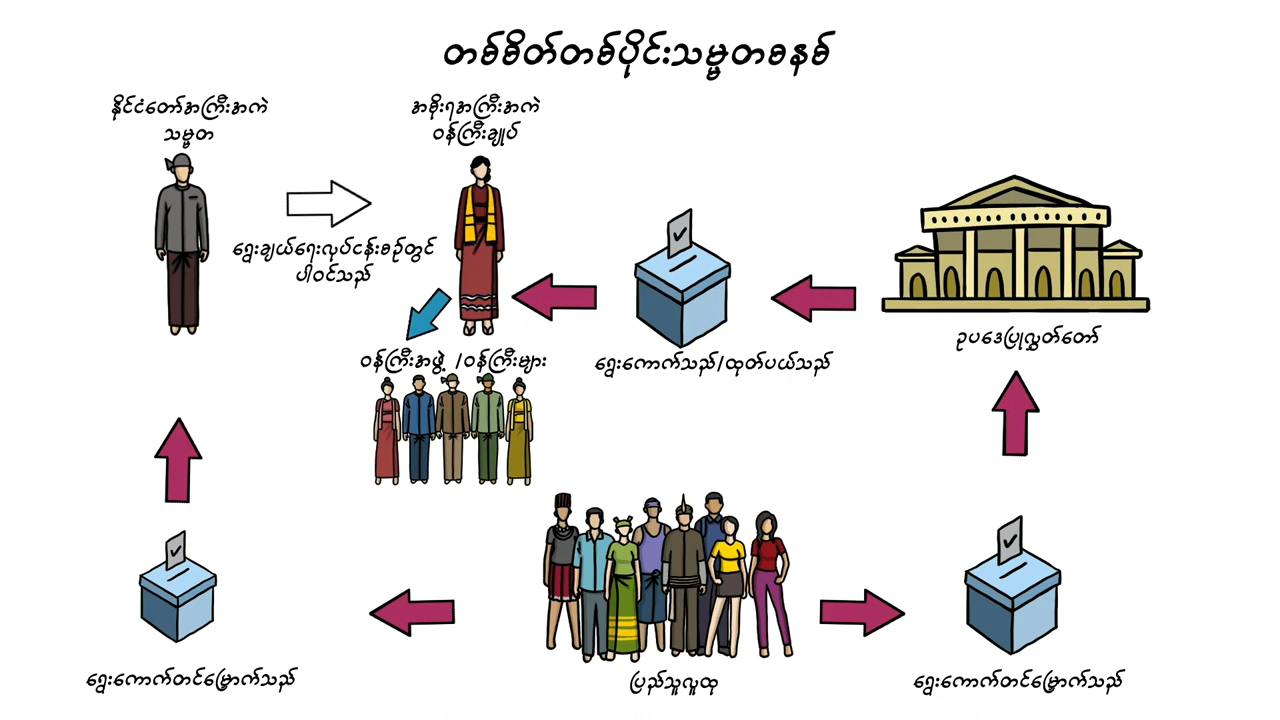 တစ်စိတ်တစ်ပိုင်းသမ္မတစနစ်
နိုင်ငံတော်အကြီးအကဲ
သမ္မတ
အစိုးရအကြီးအကဲ
ဝန်ကြီးချုပ်
ရွေးချယ်ရေးလုပ်ငန်းစဉ်တွင်
ပါဝင်သည်
ဝန်ကြီးအဖွဲ့ /ဝန်ကြီးများ
ရွေးကောက်သည်/ထုတ်ပယ်သည်
ဥပဒေပြုလွှတ်တော်
ရွေးကောက်တင်မြှောက်သည်
ပြည်သူလူထု
ရွေးကောက်တင်မြှောက်သည်